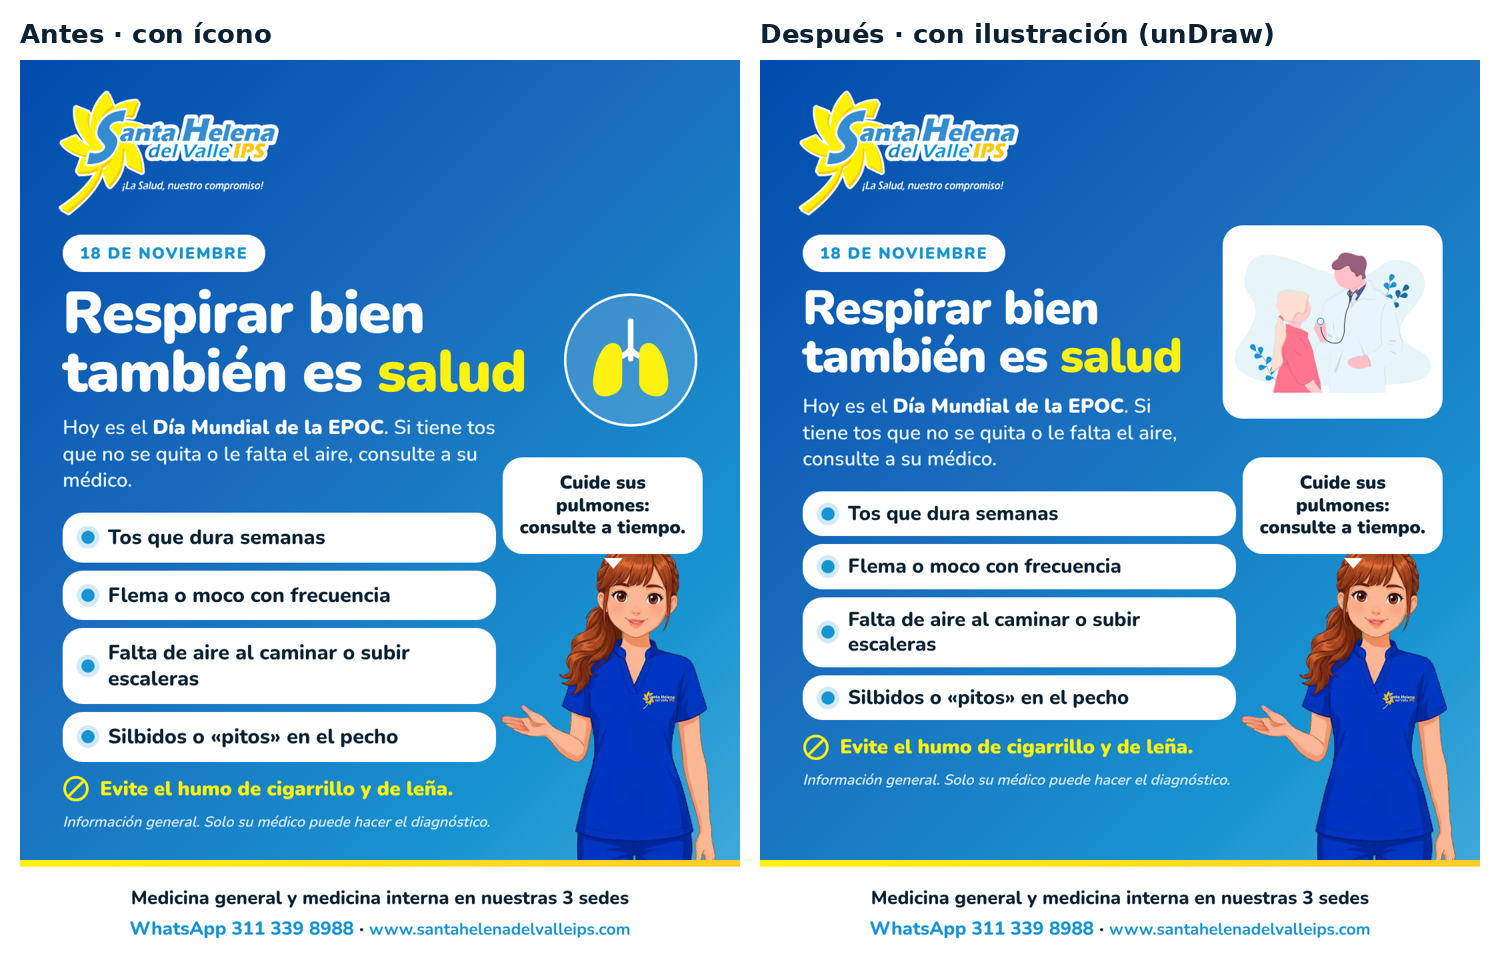 Antes · con ícono
Santa Helena
del Valle IPS
¡La Salud, nuestro compromiso!
18 DE NOVIEMBRE
Respirar bien
también es salud
Hoy es el Día Mundial de la EPOC. Si tiene tos
que no se quita o le falta el aire, consulte a su
médico.
Cuide sus
pulmones:
consulte a tiempo.
Tos que dura semanas
Flema o moco con frecuencia
Falta de aire al caminar o subir
escaleras
Silbidos o «pitos» en el pecho
Santa Helena
del Valle IPS
Evite el humo de cigarrillo y de leña.
Información general. Solo su médico puede hacer el diagnóstico.
Medicina general y medicina interna en nuestras 3 sedes
WhatsApp 311 339 8988 · www.santahelenadelvalleips.com
Después · con ilustración (unDraw)
Santa Helena
del Valle IPS
¡La Salud, nuestro compromiso!
18 DE NOVIEMBRE
Respirar bien
también es salud
Hoy es el Día Mundial de la EPOC. Si
tiene tos que no se quita o le falta el aire,
consulte a su médico.
Cuide sus
pulmones:
consulte a tiempo.
Tos que dura semanas
Flema o moco con frecuencia
Falta de aire al caminar o subir
escaleras
Silbidos o «pitos» en el pecho
Santa Helena
del Valle IPS
Evite el humo de cigarrillo y de leña.
Información general. Solo su médico puede hacer el diagnóstico.
Medicina general y medicina interna en nuestras 3 sedes
WhatsApp 311 339 8988 · www.santahelenadelvalleips.com